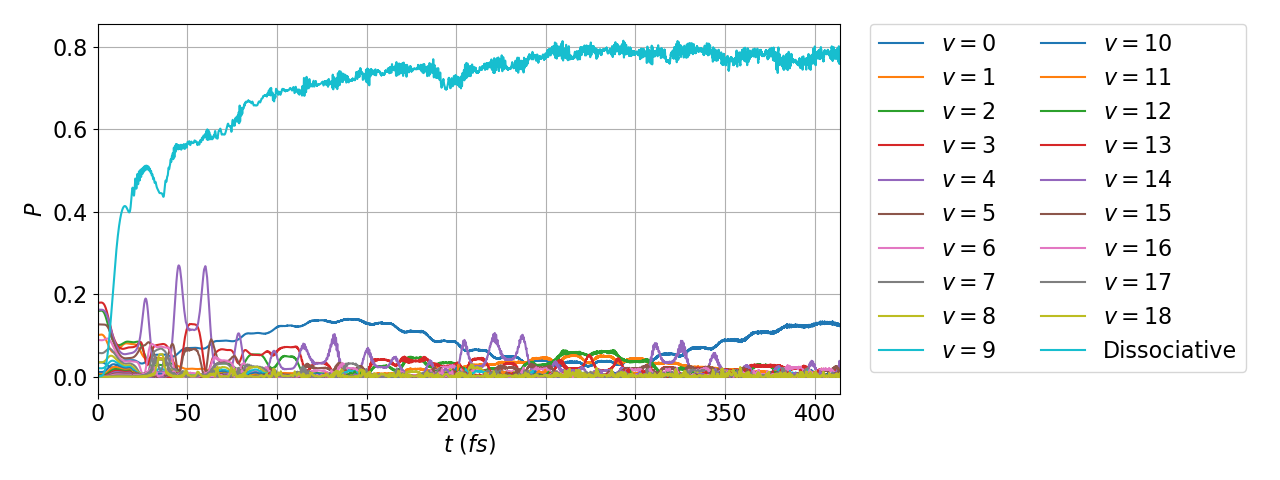 P
0.8
0.6
0.4
0.2
0.0
0 50 100 150 200 250 300 350 400
t (fs)
v = 0 v = 10
v = 1 v = 11
v = 2 v = 12
v = 3 v = 13
v = 4 v = 14
v = 5 v = 15
v = 6 v = 16
v = 7 v = 17
v = 8 v = 18
v = 9 Dissociative